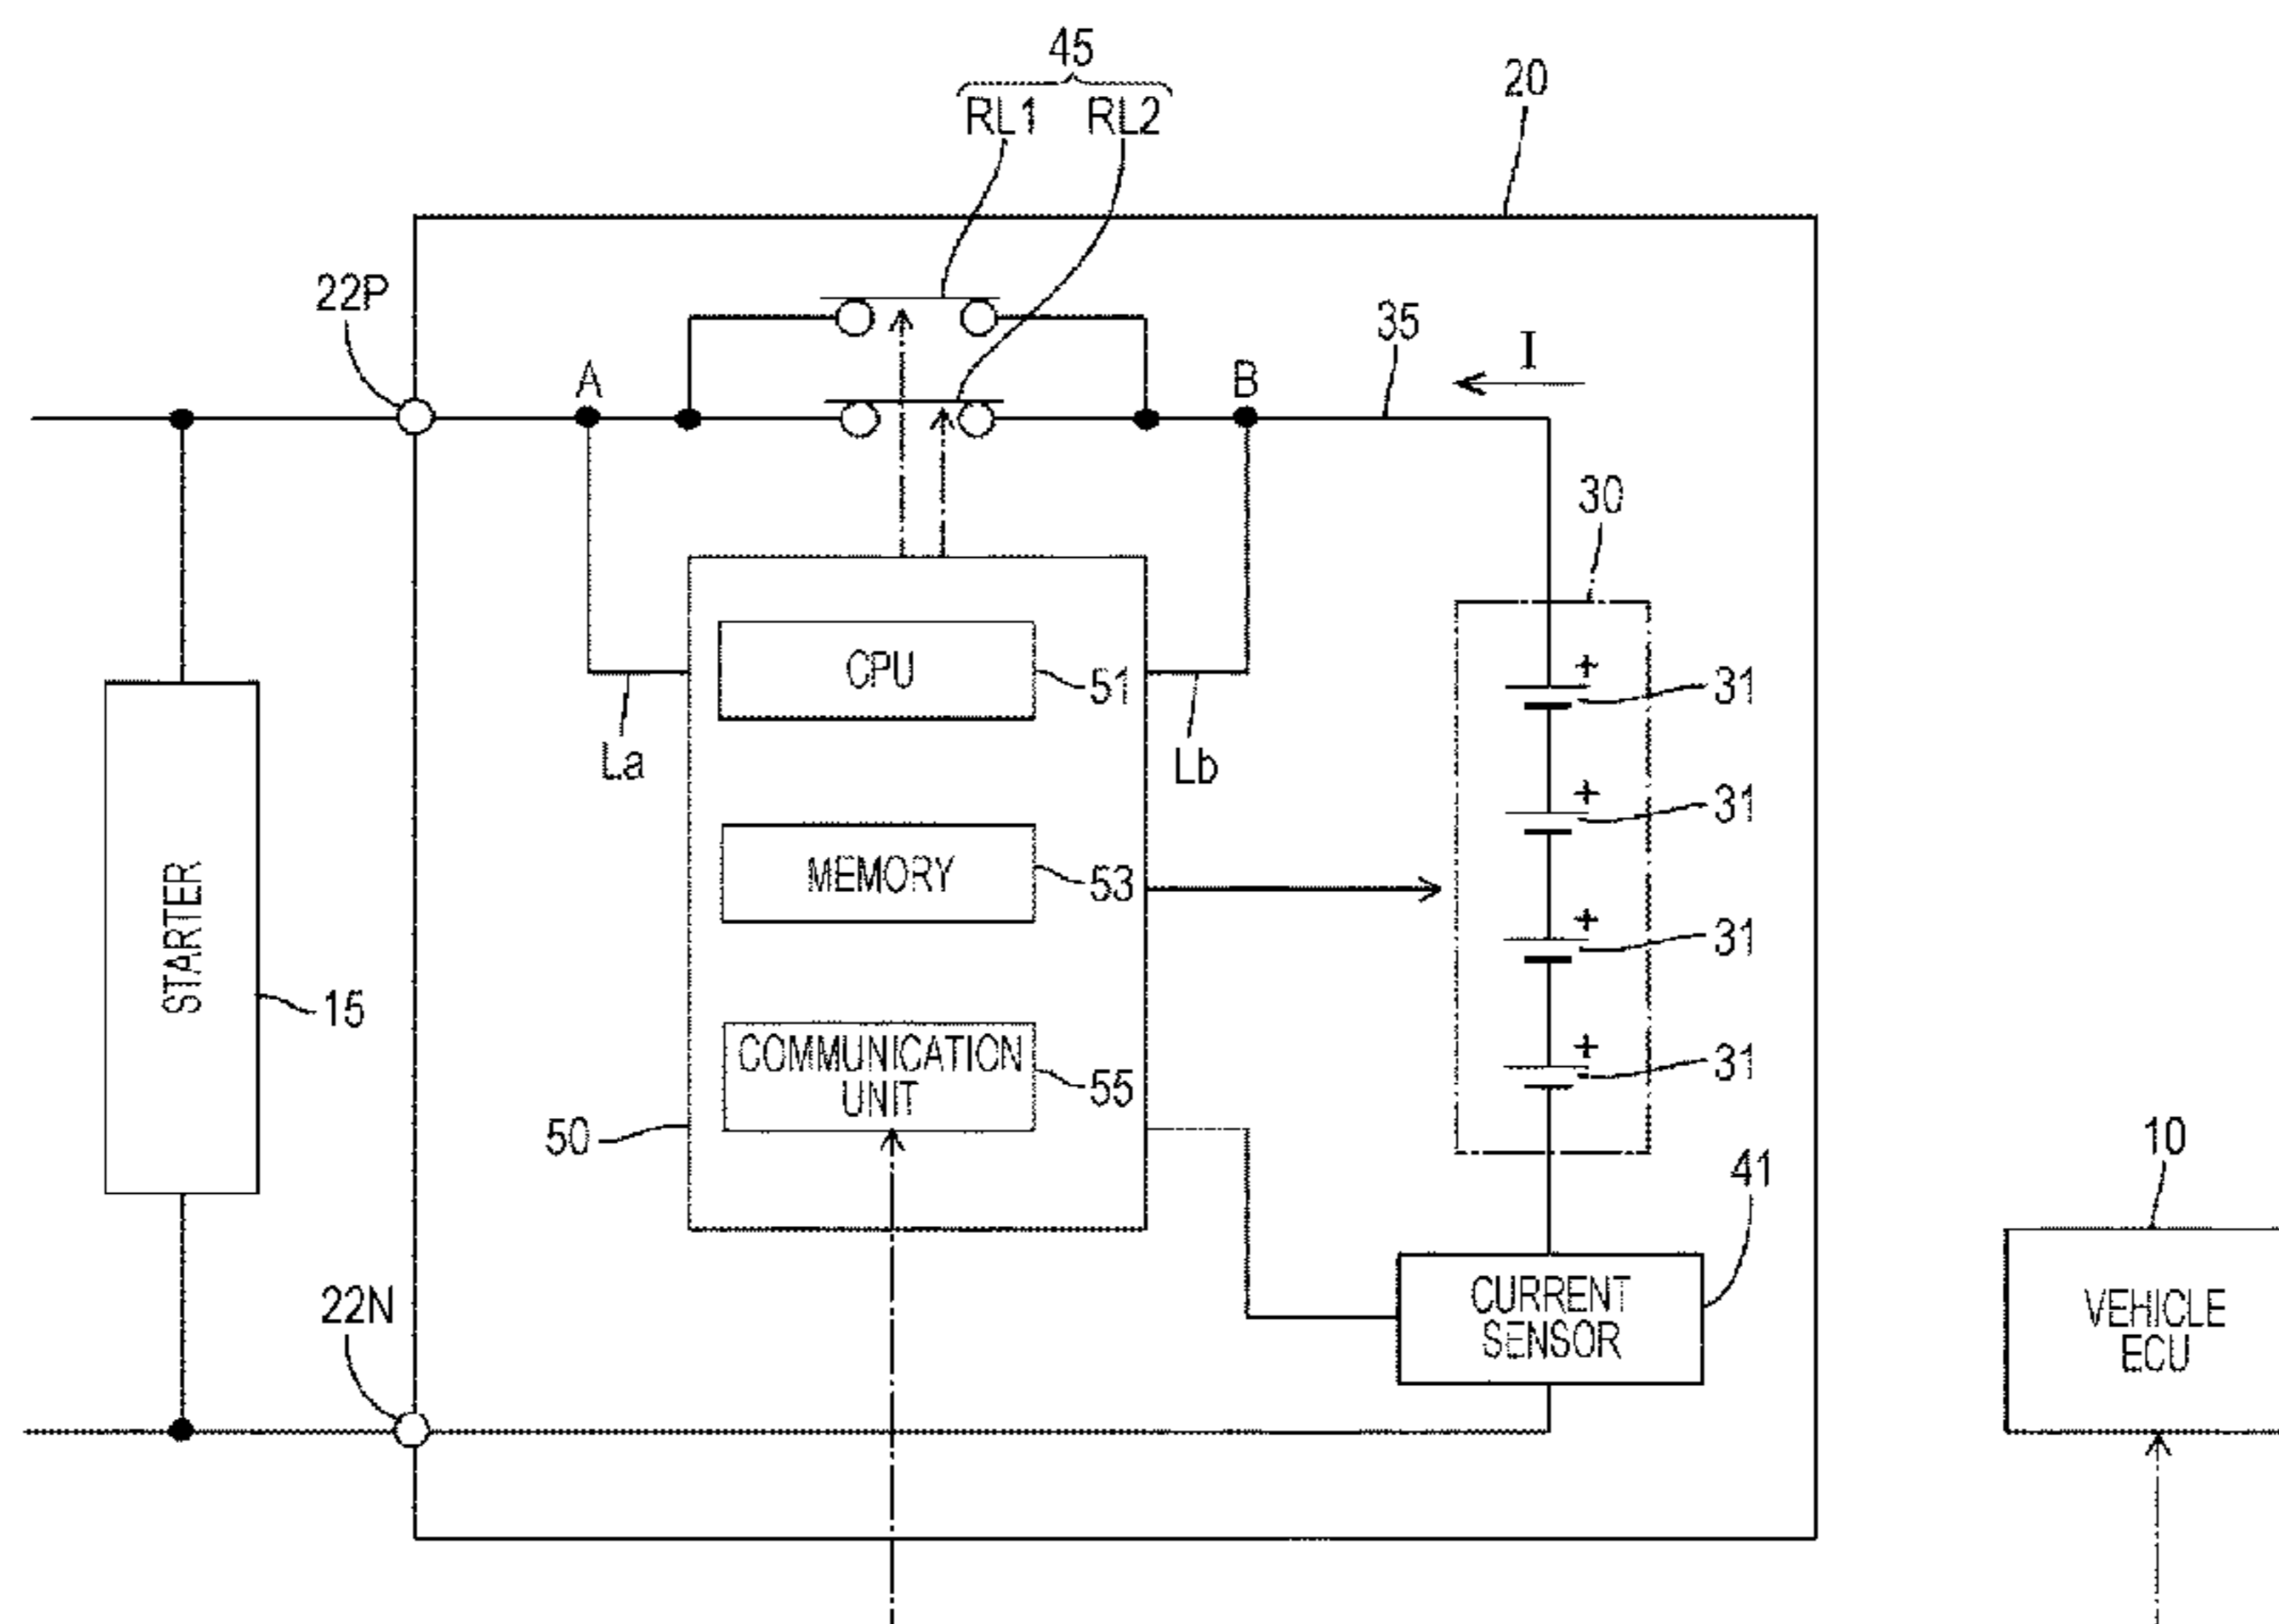 45
RL1 RL2
20
22P
A
B
35
I
30
CPU
51
La
Lb
+
31
+
31
+
31
+
31
MEMORY
53
STARTER
15
COMMUNICATION
UNIT
55
50
41
10
22N
CURRENT
SENSOR
VEHICLE
ECU